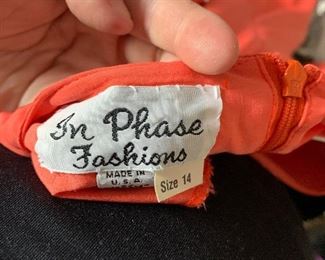 In Phase
Fashions
MADE IN
U.S.A.
Size 14